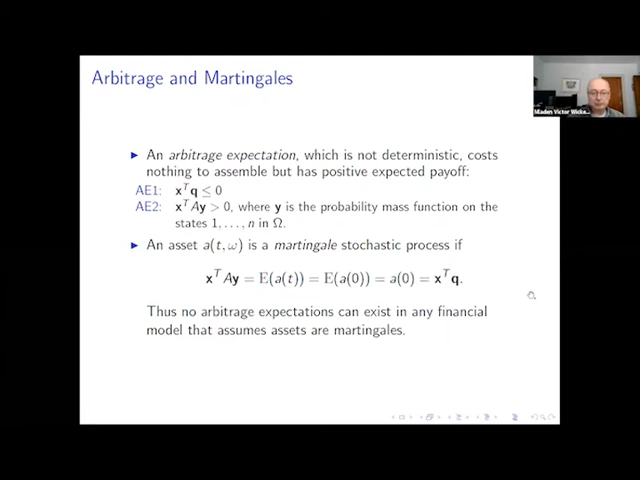 Arbitrage and Martingales
▶ An arbitrage expectation, which is not deterministic, costs
nothing to assemble but has positive expected payoff:
AE1: xᵀq ≤ 0
AE2: xᵀAy > 0, where y is the probability mass function on the
states 1, . . . , n in Ω.
▶ An asset a(t, ω) is a martingale stochastic process if
xᵀAy = E(a(t)) = E(a(0)) = a(0) = xᵀq.
Thus no arbitrage expectations can exist in any financial
model that assumes assets are martingales.
Mladen Victor Wicke...